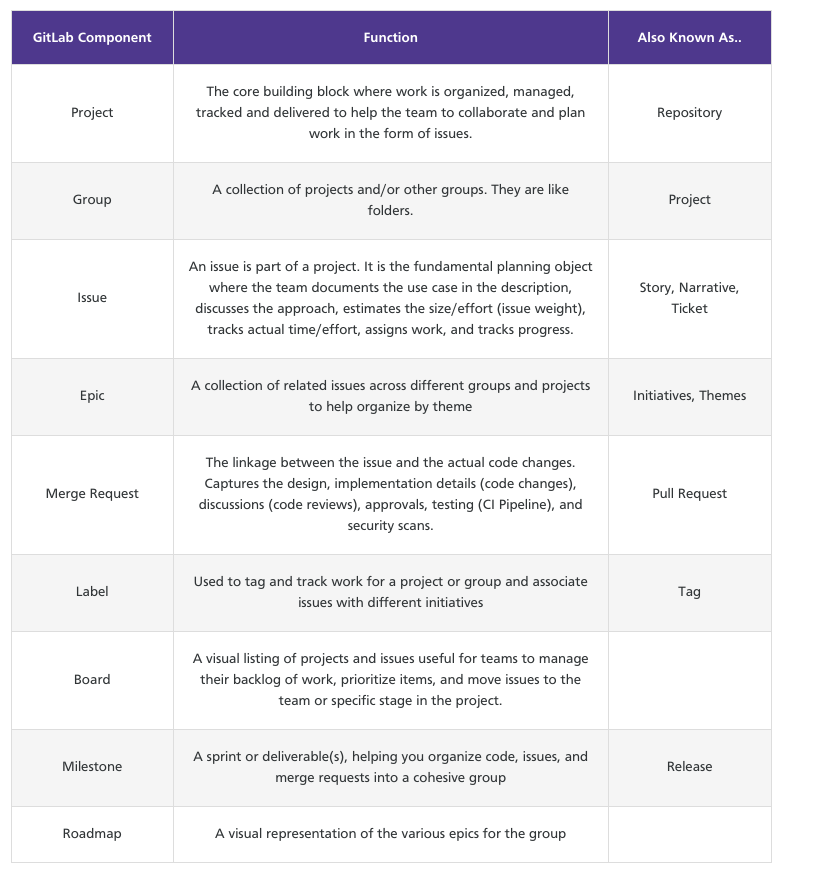 GitLab Component
Function
Also Known As..
Project
The core building block where work is organized, managed,
tracked and delivered to help the team to collaborate and plan
work in the form of issues.
Repository
Group
A collection of projects and/or other groups. They are like
folders.
Project
Issue
An issue is part of a project. It is the fundamental planning object
where the team documents the use case in the description,
discusses the approach, estimates the size/effort (issue weight),
tracks actual time/effort, assigns work, and tracks progress.
Story, Narrative,
Ticket
Epic
A collection of related issues across different groups and projects
to help organize by theme
Initiatives, Themes
Merge Request
The linkage between the issue and the actual code changes.
Captures the design, implementation details (code changes),
discussions (code reviews), approvals, testing (CI Pipeline), and
security scans.
Pull Request
Label
Used to tag and track work for a project or group and associate
issues with different initiatives
Tag
Board
A visual listing of projects and issues useful for teams to manage
their backlog of work, prioritize items, and move issues to the
team or specific stage in the project.
Milestone
A sprint or deliverable(s), helping you organize code, issues, and
merge requests into a cohesive group
Release
Roadmap
A visual representation of the various epics for the group